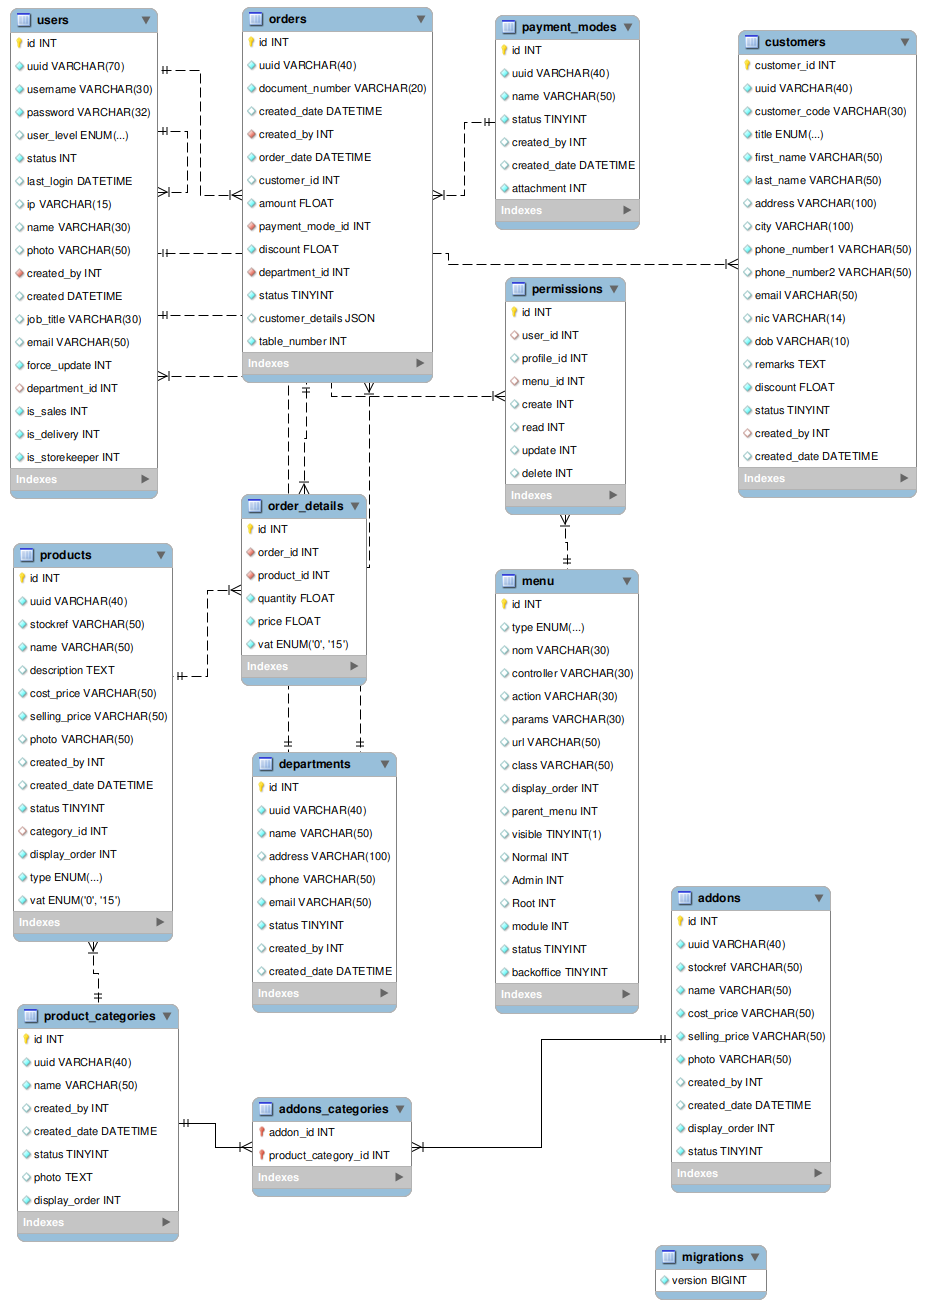 users
id INT
uuid VARCHAR(70)
username VARCHAR(30)
password VARCHAR(32)
user_level ENUM(...)
status INT
last_login DATETIME
ip VARCHAR(15)
name VARCHAR(30)
photo VARCHAR(50)
created_by INT
created DATETIME
job_title VARCHAR(30)
email VARCHAR(50)
force_update INT
department_id INT
is_sales INT
is_delivery INT
is_storekeeper INT
Indexes
orders
id INT
uuid VARCHAR(40)
document_number VARCHAR(20)
created_date DATETIME
created_by INT
order_date DATETIME
customer_id INT
amount FLOAT
payment_mode_id INT
discount FLOAT
department_id INT
status TINYINT
customer_details JSON
table_number INT
Indexes
payment_modes
id INT
uuid VARCHAR(40)
name VARCHAR(50)
status TINYINT
created_by INT
created_date DATETIME
attachment INT
Indexes
customers
customer_id INT
uuid VARCHAR(40)
customer_code VARCHAR(30)
title ENUM(...)
first_name VARCHAR(50)
last_name VARCHAR(50)
address VARCHAR(100)
city VARCHAR(100)
phone_number1 VARCHAR(50)
phone_number2 VARCHAR(50)
email VARCHAR(50)
nic VARCHAR(14)
dob VARCHAR(10)
remarks TEXT
discount FLOAT
status TINYINT
created_by INT
created_date DATETIME
Indexes
permissions
id INT
user_id INT
profile_id INT
menu_id INT
create INT
read INT
update INT
delete INT
Indexes
order_details
id INT
order_id INT
product_id INT
quantity FLOAT
price FLOAT
vat ENUM('0', '15')
Indexes
products
id INT
uuid VARCHAR(40)
stockref VARCHAR(50)
name VARCHAR(50)
description TEXT
cost_price VARCHAR(50)
selling_price VARCHAR(50)
photo VARCHAR(50)
created_by INT
created_date DATETIME
status TINYINT
category_id INT
display_order INT
type ENUM(...)
vat ENUM('0', '15')
Indexes
menu
id INT
type ENUM(...)
nom VARCHAR(30)
controller VARCHAR(30)
action VARCHAR(30)
params VARCHAR(30)
url VARCHAR(50)
class VARCHAR(50)
display_order INT
parent_menu INT
visible TINYINT(1)
Normal INT
Admin INT
Root INT
module INT
status TINYINT
backoffice TINYINT
Indexes
departments
id INT
uuid VARCHAR(40)
name VARCHAR(50)
address VARCHAR(100)
phone VARCHAR(50)
email VARCHAR(50)
status TINYINT
created_by INT
created_date DATETIME
Indexes
addons
id INT
uuid VARCHAR(40)
stockref VARCHAR(50)
name VARCHAR(50)
cost_price VARCHAR(50)
selling_price VARCHAR(50)
photo VARCHAR(50)
created_by INT
created_date DATETIME
display_order INT
status TINYINT
Indexes
product_categories
id INT
uuid VARCHAR(40)
name VARCHAR(50)
created_by INT
created_date DATETIME
status TINYINT
photo TEXT
display_order INT
Indexes
addons_categories
addon_id INT
product_category_id INT
Indexes
migrations
version BIGINT